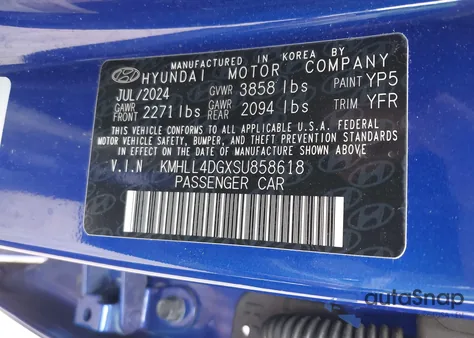 MANUFACTURED IN KOREA BY
HYUNDAI MOTOR COMPANY
JUL/2024 GVWR 3858 lbs PAINT YP5
GAWR FRONT 2271 lbs GAWR REAR 2094 lbs TRIM YFR
THIS VEHICLE CONFORMS TO ALL APPLICABLE U.S.A. FEDERAL
MOTOR VEHICLE SAFETY, BUMPER, AND THEFT PREVENTION STANDARDS
IN EFFECT ON THE DATE OF MANUFACTURE SHOWN ABOVE.
V.I.N KMHLL4DGXSU858618
PASSENGER CAR
autoSnap